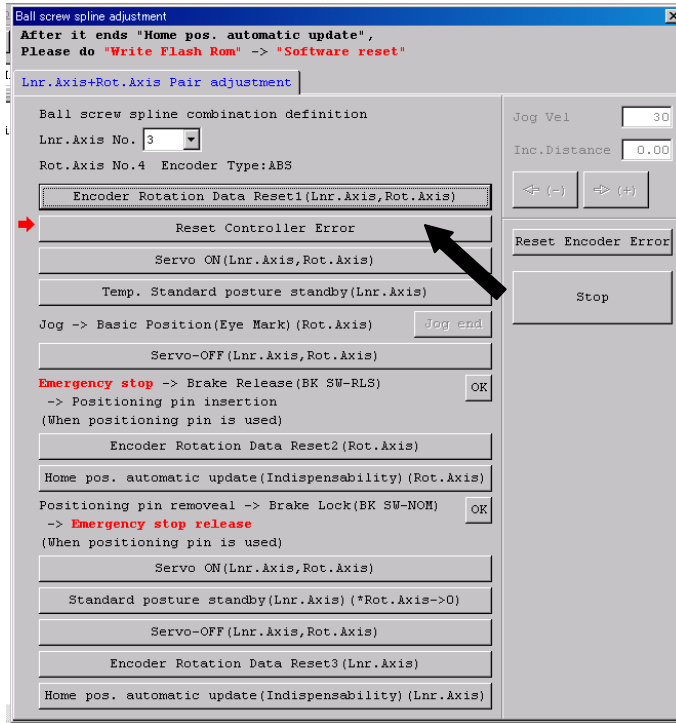 Ball screw spline adjustment
After it ends "Home pos. automatic update",
Please do "Write Flash Rom" -> "Software reset"
Lnr.Axis+Rot.Axis Pair adjustment
Ball screw spline combination definition
Lnr.Axis No. 3
Rot.Axis No.4 Encoder Type:ABS
Encoder Rotation Data Reset1(Lnr.Axis,Rot.Axis)
Reset Controller Error
Servo ON(Lnr.Axis,Rot.Axis)
Temp. Standard posture standby(Lnr.Axis)
Jog -> Basic Position(Eye Mark)(Rot.Axis) Jog end
Servo-OFF(Lnr.Axis,Rot.Axis)
Emergency stop -> Brake Release(BK SW-RLS) OK
-> Positioning pin insertion
(When positioning pin is used)
Encoder Rotation Data Reset2(Rot.Axis)
Home pos. automatic update(Indispensability)(Rot.Axis)
Positioning pin removeal -> Brake Lock(BK SW-NOM) OK
-> Emergency stop release
(When positioning pin is used)
Servo ON(Lnr.Axis,Rot.Axis)
Standard posture standby(Lnr.Axis)(*Rot.Axis->0)
Servo-OFF(Lnr.Axis,Rot.Axis)
Encoder Rotation Data Reset3(Lnr.Axis)
Home pos. automatic update(Indispensability)(Lnr.Axis)
Jog Vel 30
Inc.Distance 0.00
(-) (+)
Reset Encoder Error
Stop